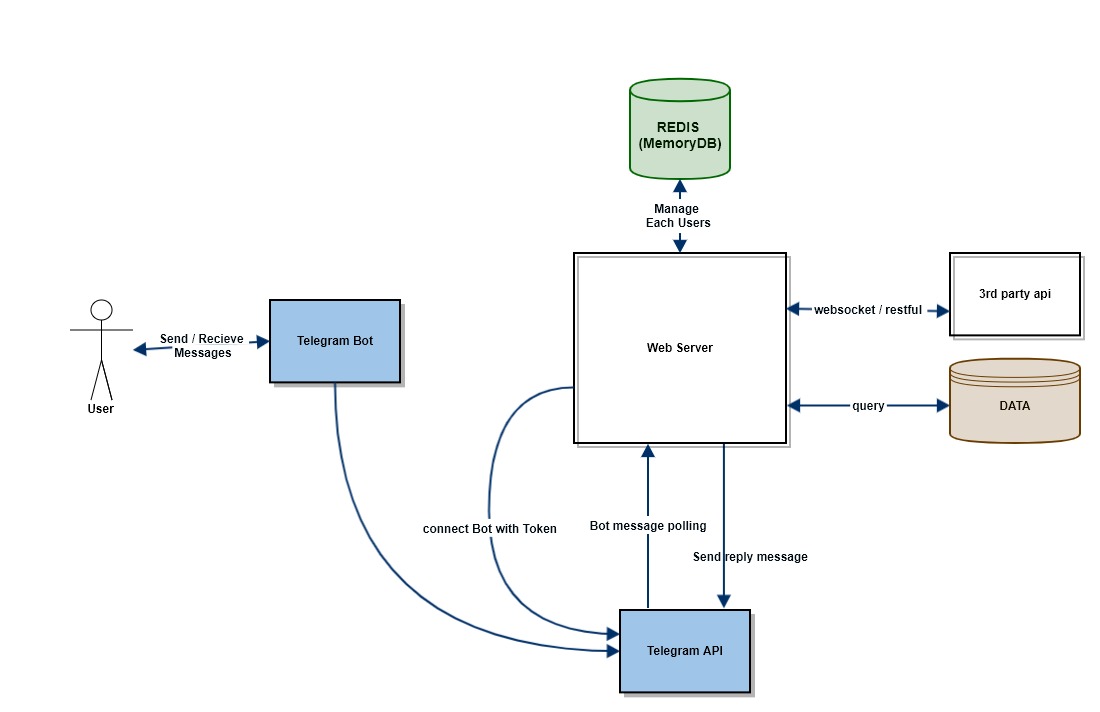 REDIS
(MemoryDB)
Manage
Each Users
3rd party api
websocket / restful
Send / Recieve
Messages
Telegram Bot
Web Server
User
query
DATA
connect Bot with Token
Bot message polling
Send reply message
Telegram API